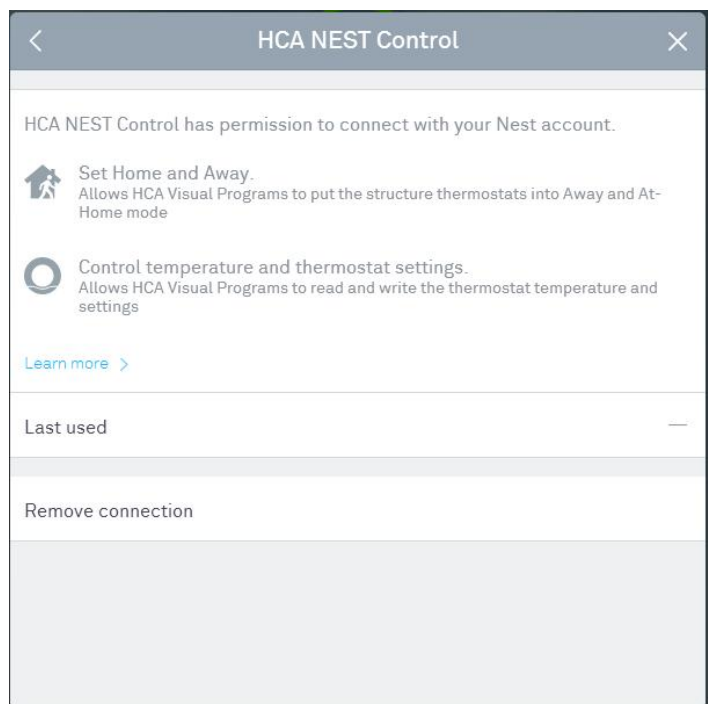 HCA NEST Control
HCA NEST Control has permission to connect with your Nest account.
Set Home and Away.
Allows HCA Visual Programs to put the structure thermostats into Away and At-
Home mode
Control temperature and thermostat settings.
Allows HCA Visual Programs to read and write the thermostat temperature and
settings
Learn more >
Last used —
Remove connection